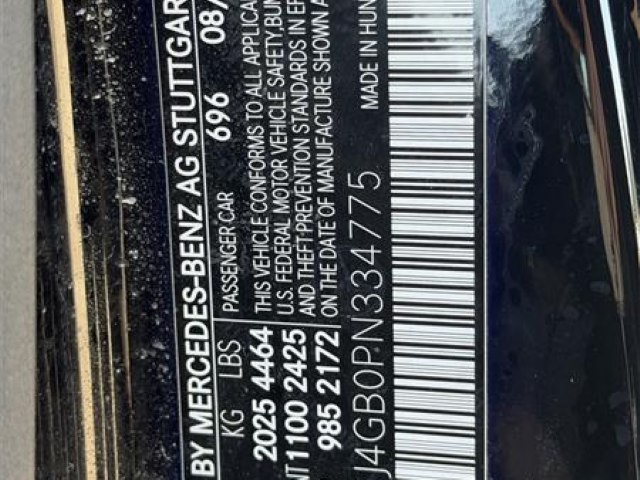 BY MERCEDES-BENZ AG STUTTGAR
KG LBS PASSENGER CAR 696 08/
2025 4464 THIS VEHICLE CONFORMS TO ALL APPLICA
1100 2425 U.S. FEDERAL MOTOR VEHICLE SAFETY,BUM
985 2172 AND THEFT PREVENTION STANDARDS IN EF
ON THE DATE OF MANUFACTURE SHOWN A
J4GB0PN334775 MADE IN HUN